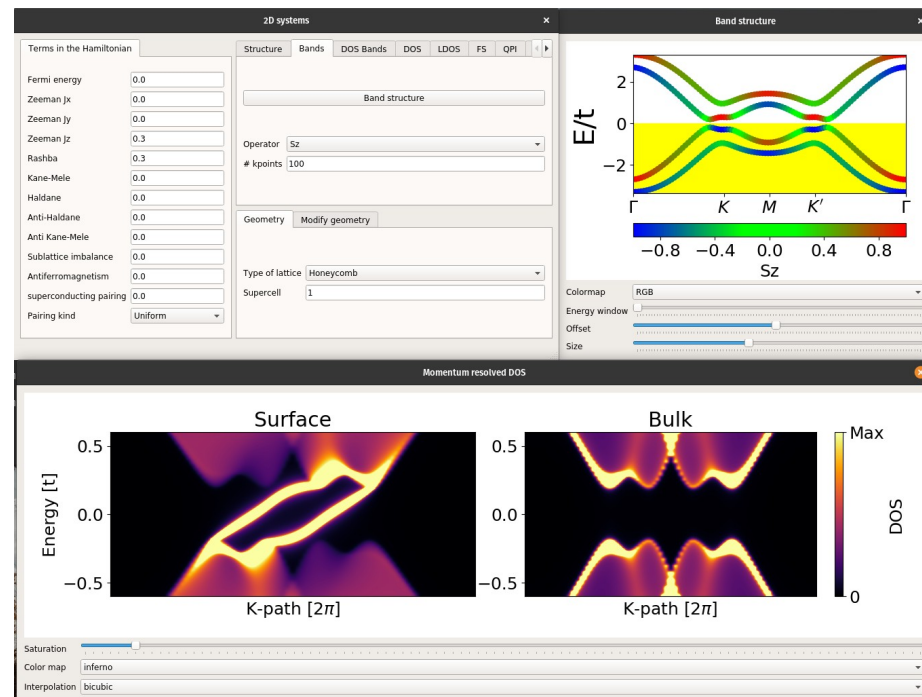 2D systems
×
Terms in the Hamiltonian
Fermi energy 0.0
Zeeman Jx 0.0
Zeeman Jy 0.0
Zeeman Jz 0.3
Rashba 0.3
Kane-Mele 0.0
Haldane 0.0
Anti-Haldane 0.0
Anti Kane-Mele 0.0
Sublattice imbalance 0.0
Antiferromagnetism 0.0
superconducting pairing 0.0
Pairing kind Uniform
Structure Bands DOS Bands DOS LDOS FS QPI
Band structure
Operator Sz
# kpoints 100
Geometry Modify geometry
Type of lattice Honeycomb
Supercell 1
Band structure
×
E/t
2
0
−2
Γ K M K′ Γ
−0.8 −0.4 0.0 0.4 0.8
Sz
Colormap RGB
Energy window
Offset
Size
Momentum resolved DOS
×
Surface
Energy [t]
0.5
0.0
−0.5
K-path [2π]
Bulk
0.5
0.0
−0.5
K-path [2π]
Max
0
DOS
Saturation
Color map inferno
Interpolation bicubic